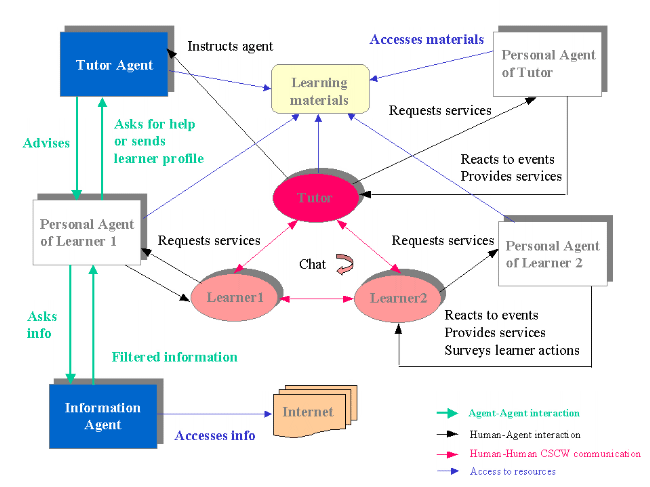 Instructs agent
Accesses materials
Tutor Agent
Personal Agent
of Tutor
Learning
materials
Requests services
Asks for help
or sends
learner profile
Advises
Reacts to events
Provides services
Tutor
Personal Agent
of Learner 1
Requests services
Requests services
Personal Agent
of Learner 2
Chat
Learner1
Learner2
Asks
info
Reacts to events
Provides services
Surveys learner actions
Filtered information
Information
Agent
Internet
Accesses info
Agent-Agent interaction
Human-Agent interaction
Human-Human CSCW communication
Access to resources